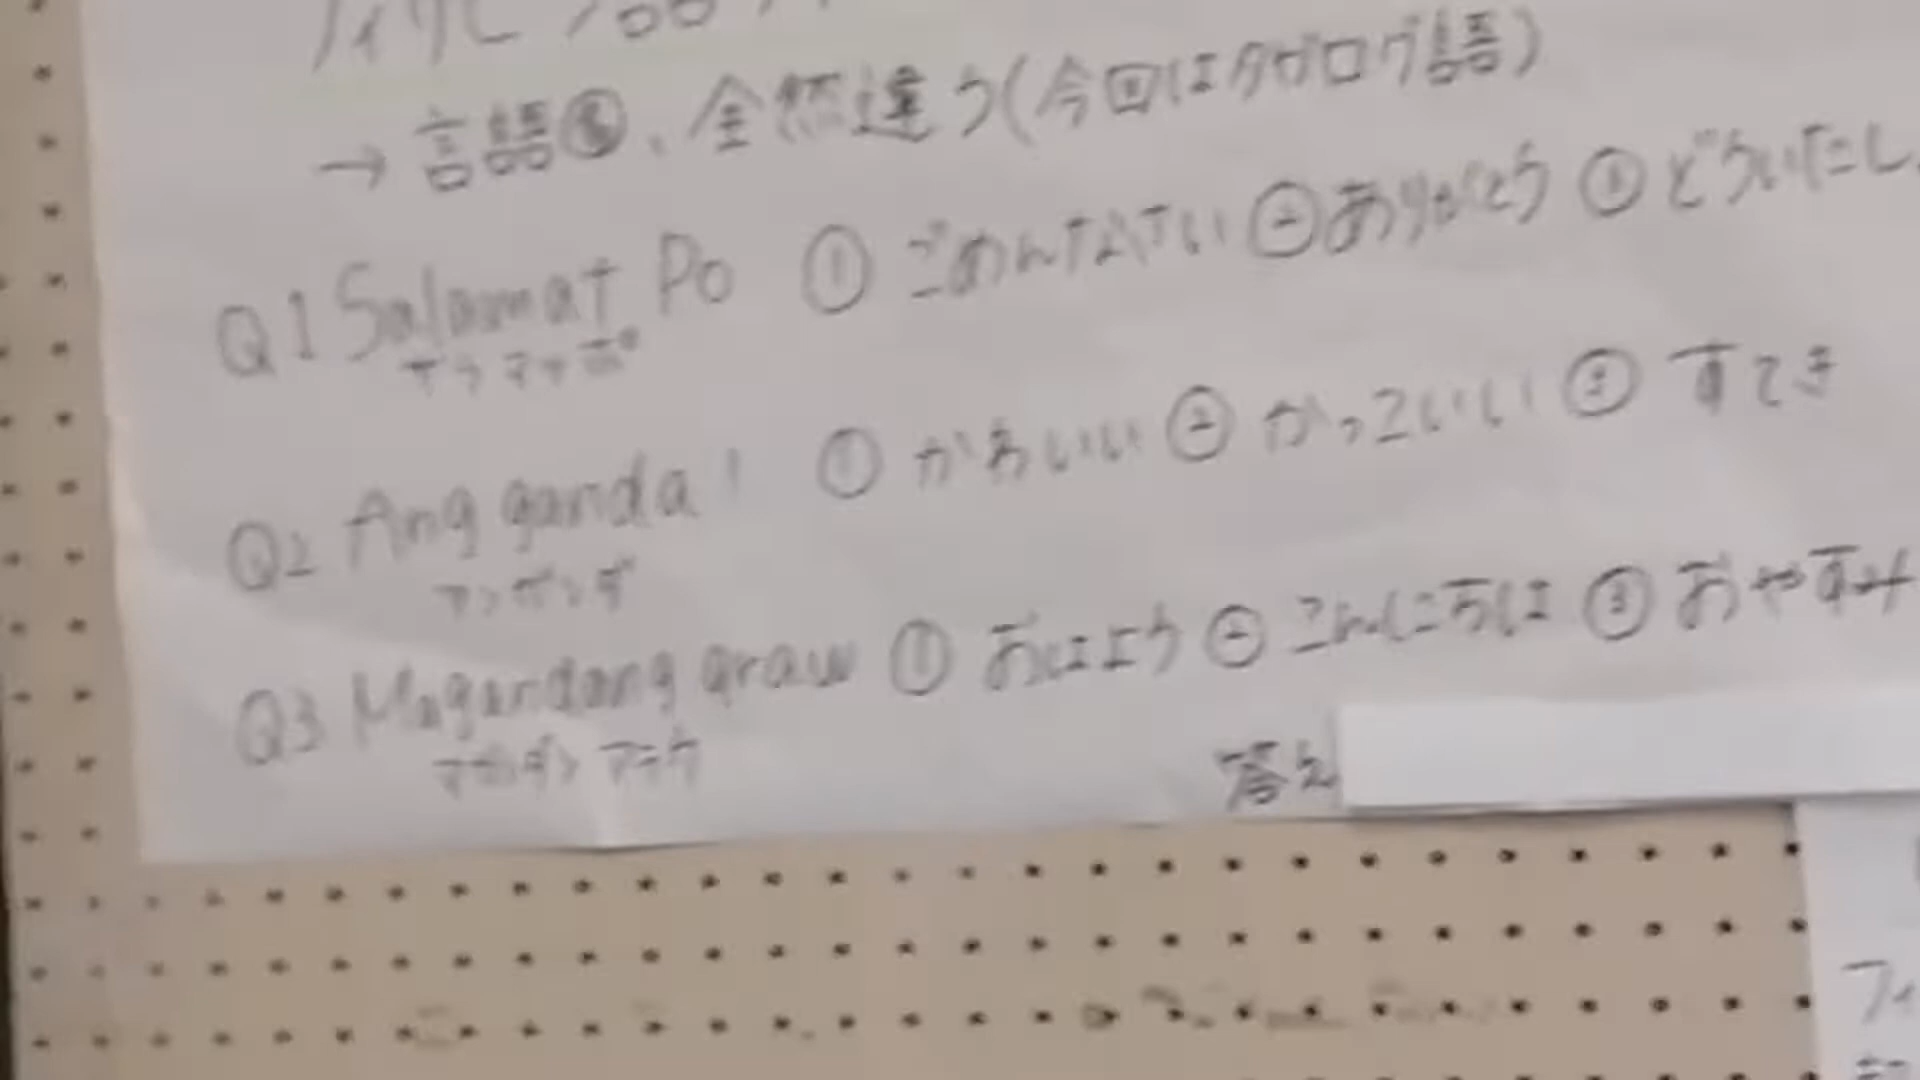 →言語も、全然違う(今回はタガログ語)
Q1 Salamat Po ① ごめんなさい ② ありがとう ③ どういたし
サラマッポ
Q2 Ang ganda! ① かわいい ② かっこいい ③ すてき
アンガンダ
Q3 Magandang araw ① おはよう ② こんにちは ③ おやすみ
マガンダン アラウ
答え
フィ